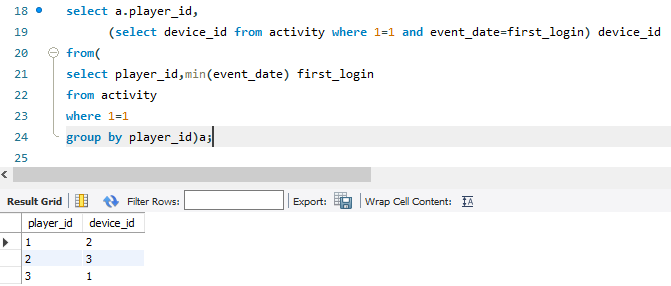 18 select a.player_id,
19 (select device_id from activity where 1=1 and event_date=first_login) device_id
20 from(
21 select player_id,min(event_date) first_login
22 from activity
23 where 1=1
24 group by player_id)a;
25
Result Grid Filter Rows: Export: Wrap Cell Content: IA
player_id device_id
1 2
2 3
3 1